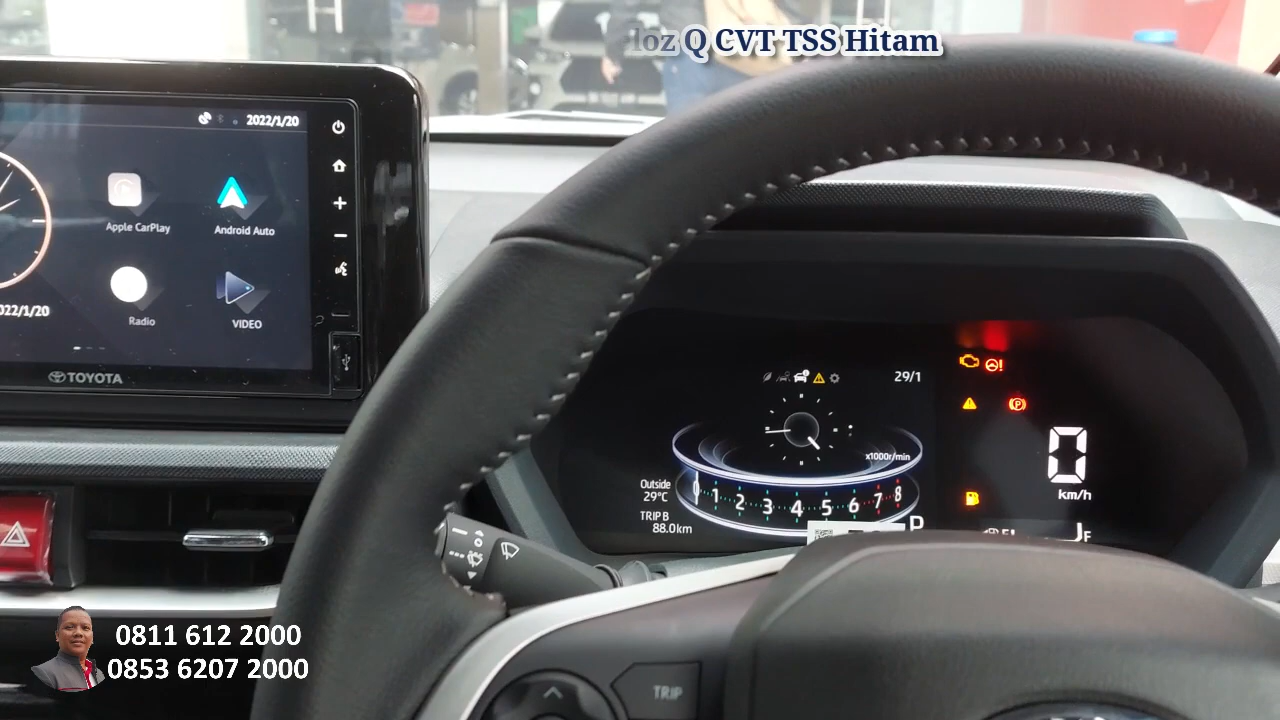 loz Q CVT TSS Hitam
2022/1/20
Apple CarPlay
Android Auto
022/1/20
Radio
VIDEO
TOYOTA
29/1
x1000r/min
Outside
29°C
0 1 2 3 4 5 6 7 8
TRIP B
88.0km
P
0
km/h
F
TRIP
0811 612 2000
0853 6207 2000